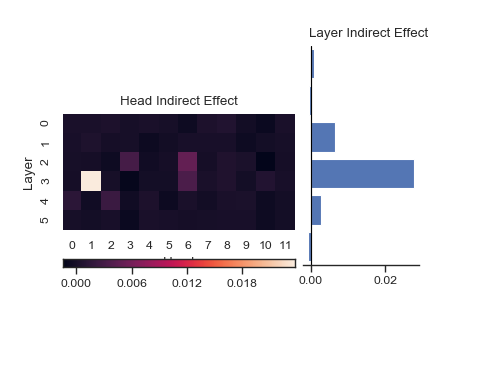 Layer Indirect Effect
Head Indirect Effect
Layer
0
1
2
3
4
5
0 1 2 3 4 5 6 7 8 9 10 11
0.000 0.006 0.012 0.018
0.00 0.02